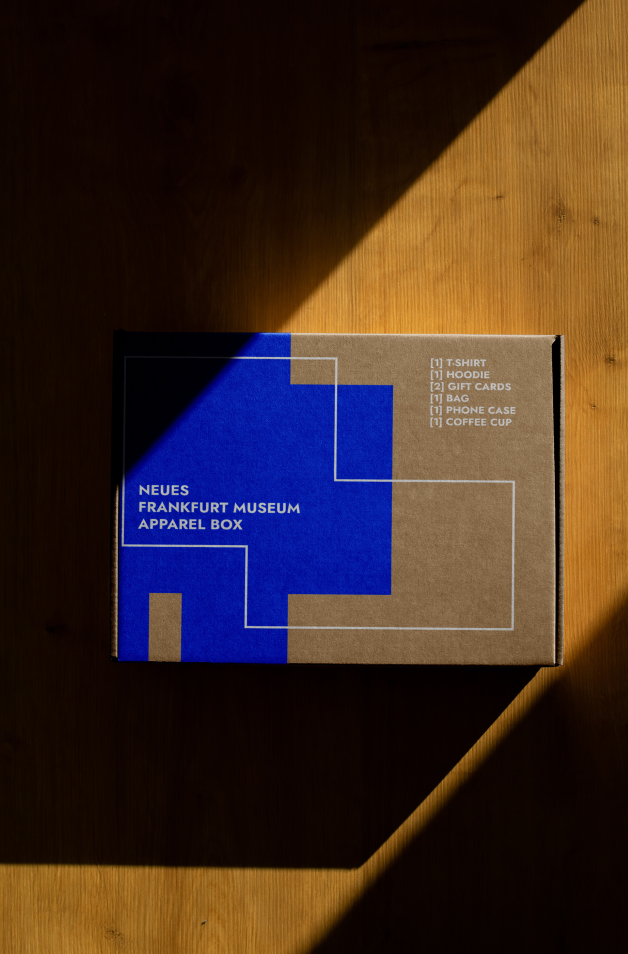 NEUES
FRANKFURT MUSEUM
APPAREL BOX
[1] T-SHIRT
[1] HOODIE
[2] GIFT CARDS
[1] BAG
[1] PHONE CASE
[1] COFFEE CUP